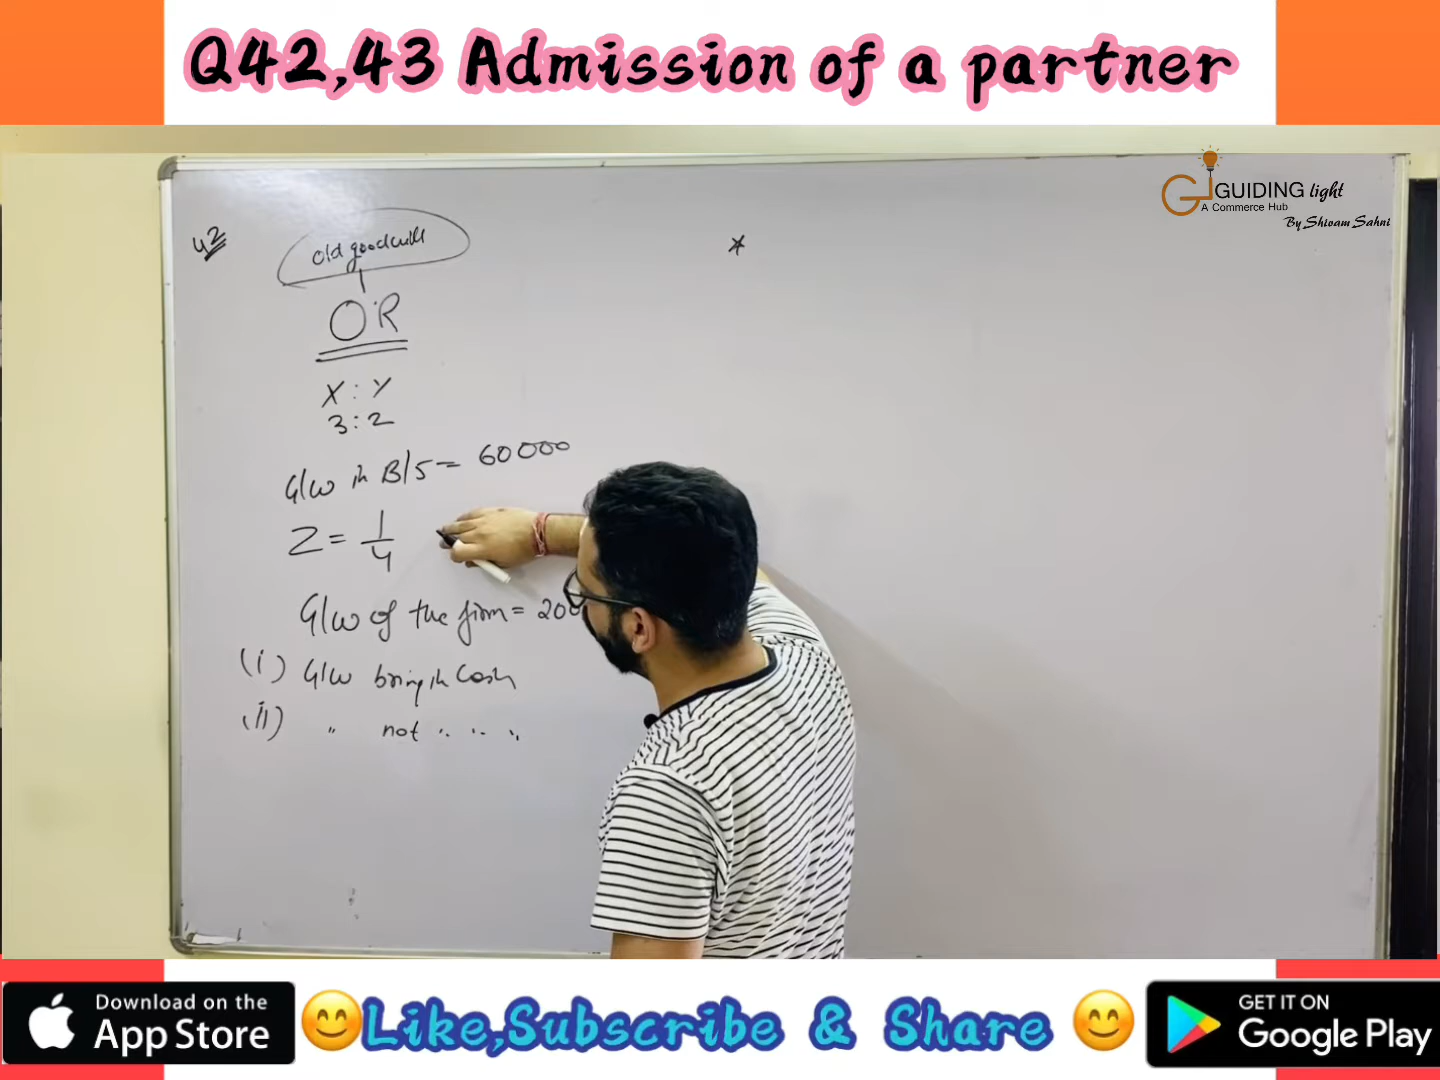 Q42,43 Admission of a partner
GUIDING light
A Commerce Hub
By Shivam Sahni
42
old goodwill
OR
X : Y
3 : 2
G/W in B/S = 60000
Z = 1/4
G/W of the firm = 200
(i) G/W bring in Cash
(ii) " not " " "
*
Download on the
App Store
Like,Subscribe & Share
GET IT ON
Google Play